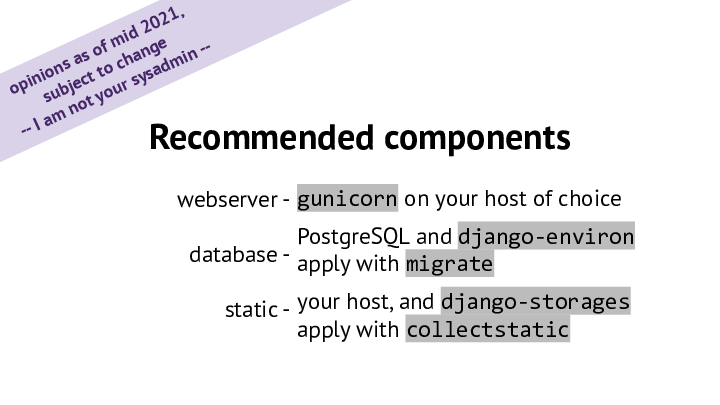 opinions as of mid 2021,
subject to change
-- I am not your sysadmin --
Recommended components
webserver - gunicorn on your host of choice
database - PostgreSQL and django-environ
apply with migrate
static - your host, and django-storages
apply with collectstatic